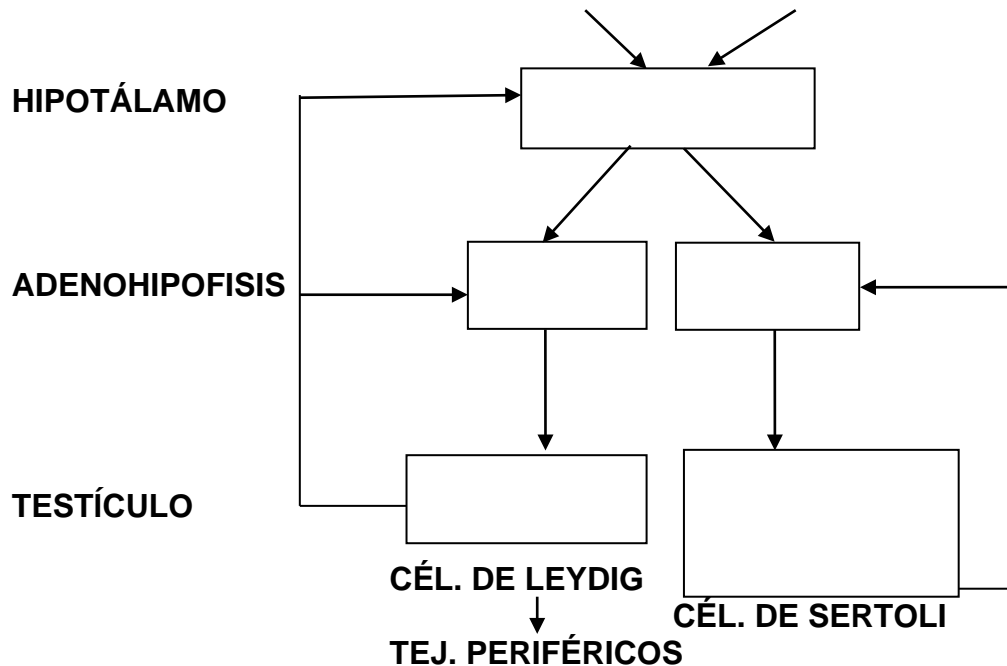 HIPOTÁLAMO
ADENOHIPOFISIS
TESTÍCULO
CÉL. DE LEYDIG
CÉL. DE SERTOLI
TEJ. PERIFÉRICOS